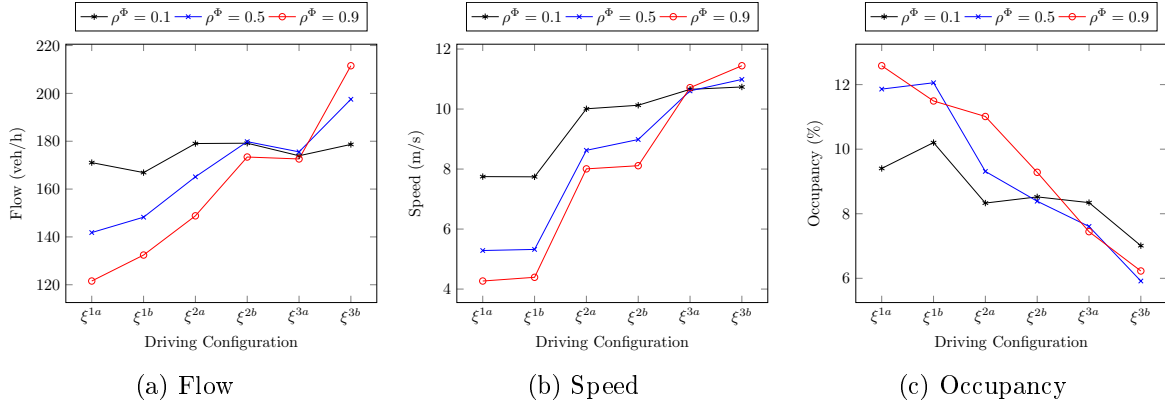 ρ^Φ = 0.1 ρ^Φ = 0.5 ρ^Φ = 0.9
220
200
180
160
140
120
Flow (veh/h)
ξ^1a ξ^1b ξ^2a ξ^2b ξ^3a ξ^3b
Driving Configuration
(a) Flow
ρ^Φ = 0.1 ρ^Φ = 0.5 ρ^Φ = 0.9
12
10
8
6
4
Speed (m/s)
ξ^1a ξ^1b ξ^2a ξ^2b ξ^3a ξ^3b
Driving Configuration
(b) Speed
ρ^Φ = 0.1 ρ^Φ = 0.5 ρ^Φ = 0.9
12
10
8
6
Occupancy (%)
ξ^1a ξ^1b ξ^2a ξ^2b ξ^3a ξ^3b
Driving Configuration
(c) Occupancy